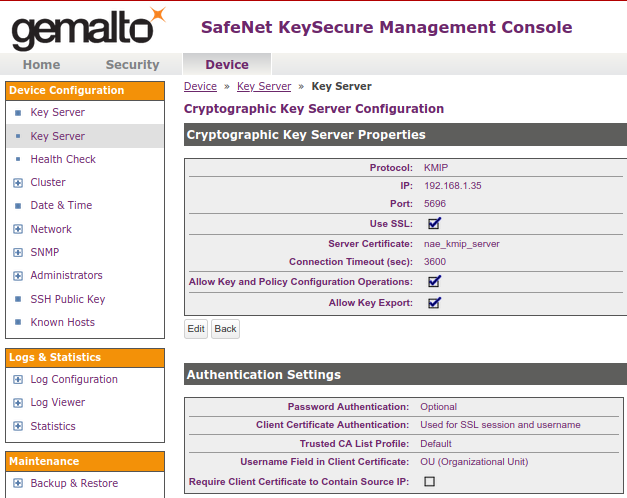 gemalto
SafeNet KeySecure Management Console
Home Security Device
Device Configuration
Key Server
Key Server
Health Check
Cluster
Date & Time
Network
SNMP
Administrators
SSH Public Key
Known Hosts
Logs & Statistics
Log Configuration
Log Viewer
Statistics
Maintenance
Backup & Restore
Device » Key Server » Key Server
Cryptographic Key Server Configuration
Cryptographic Key Server Properties
Protocol: KMIP
IP: 192.168.1.35
Port: 5696
Use SSL:
Server Certificate: nae_kmip_server
Connection Timeout (sec): 3600
Allow Key and Policy Configuration Operations:
Allow Key Export:
Edit Back
Authentication Settings
Password Authentication: Optional
Client Certificate Authentication: Used for SSL session and username
Trusted CA List Profile: Default
Username Field in Client Certificate: OU (Organizational Unit)
Require Client Certificate to Contain Source IP: